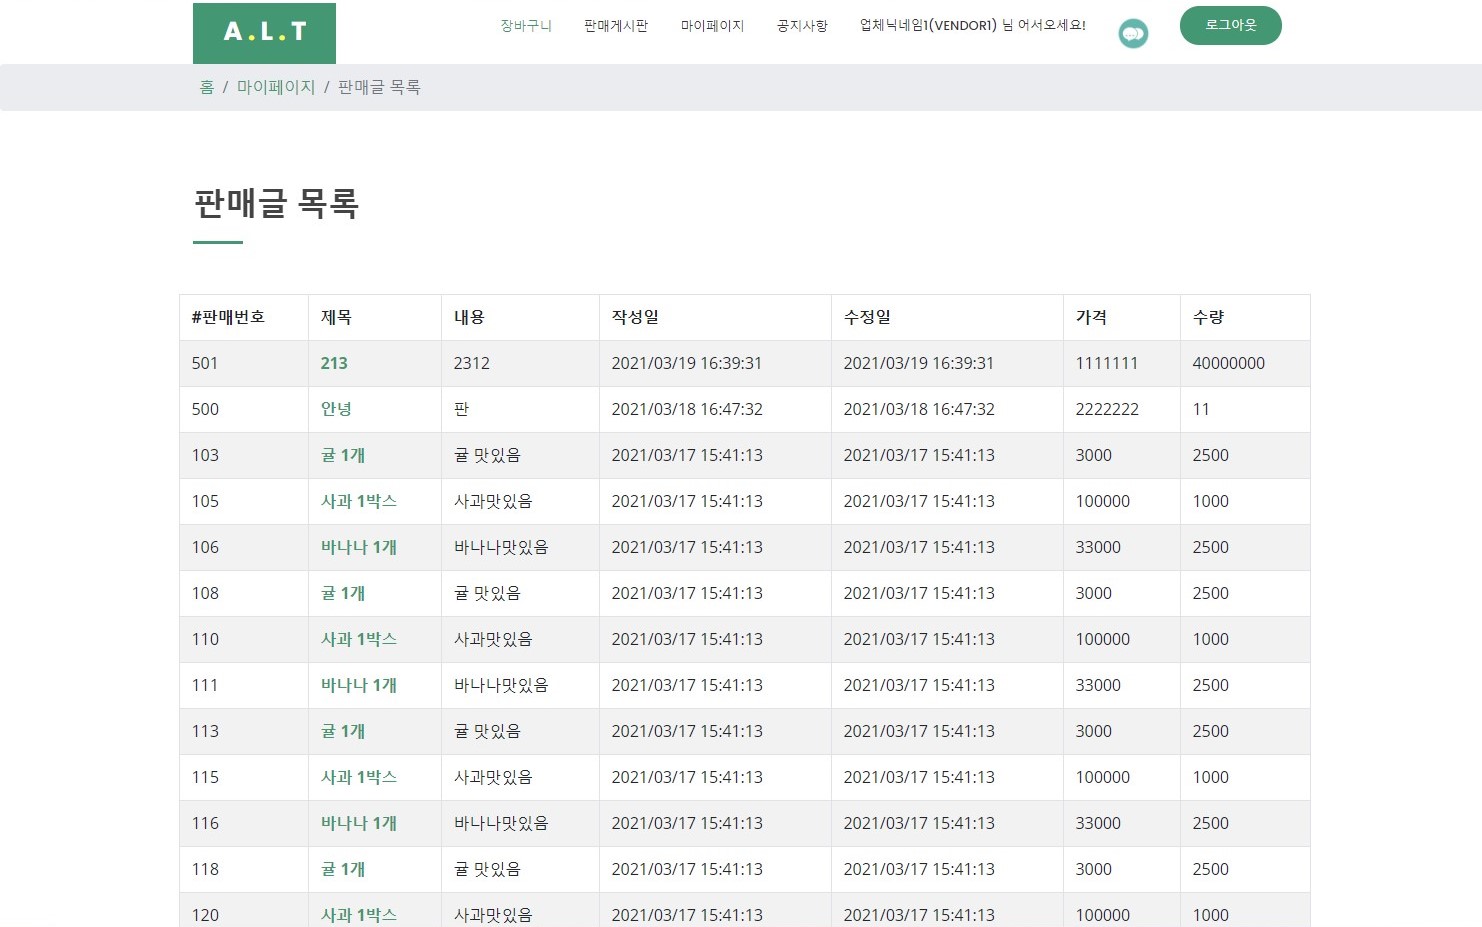 A.L.T
장바구니 판매게시판 마이페이지 공지사항 업체닉네임1(VENDOR1) 님 어서오세요! 로그아웃
홈 / 마이페이지 / 판매글 목록
판매글 목록
#판매번호 제목 내용 작성일 수정일 가격 수량
501 213 2312 2021/03/19 16:39:31 2021/03/19 16:39:31 1111111 40000000
500 안녕 판 2021/03/18 16:47:32 2021/03/18 16:47:32 2222222 11
103 귤 1개 귤 맛있음 2021/03/17 15:41:13 2021/03/17 15:41:13 3000 2500
105 사과 1박스 사과맛있음 2021/03/17 15:41:13 2021/03/17 15:41:13 100000 1000
106 바나나 1개 바나나맛있음 2021/03/17 15:41:13 2021/03/17 15:41:13 33000 2500
108 귤 1개 귤 맛있음 2021/03/17 15:41:13 2021/03/17 15:41:13 3000 2500
110 사과 1박스 사과맛있음 2021/03/17 15:41:13 2021/03/17 15:41:13 100000 1000
111 바나나 1개 바나나맛있음 2021/03/17 15:41:13 2021/03/17 15:41:13 33000 2500
113 귤 1개 귤 맛있음 2021/03/17 15:41:13 2021/03/17 15:41:13 3000 2500
115 사과 1박스 사과맛있음 2021/03/17 15:41:13 2021/03/17 15:41:13 100000 1000
116 바나나 1개 바나나맛있음 2021/03/17 15:41:13 2021/03/17 15:41:13 33000 2500
118 귤 1개 귤 맛있음 2021/03/17 15:41:13 2021/03/17 15:41:13 3000 2500
120 사과 1박스 사과맛있음 2021/03/17 15:41:13 2021/03/17 15:41:13 100000 1000